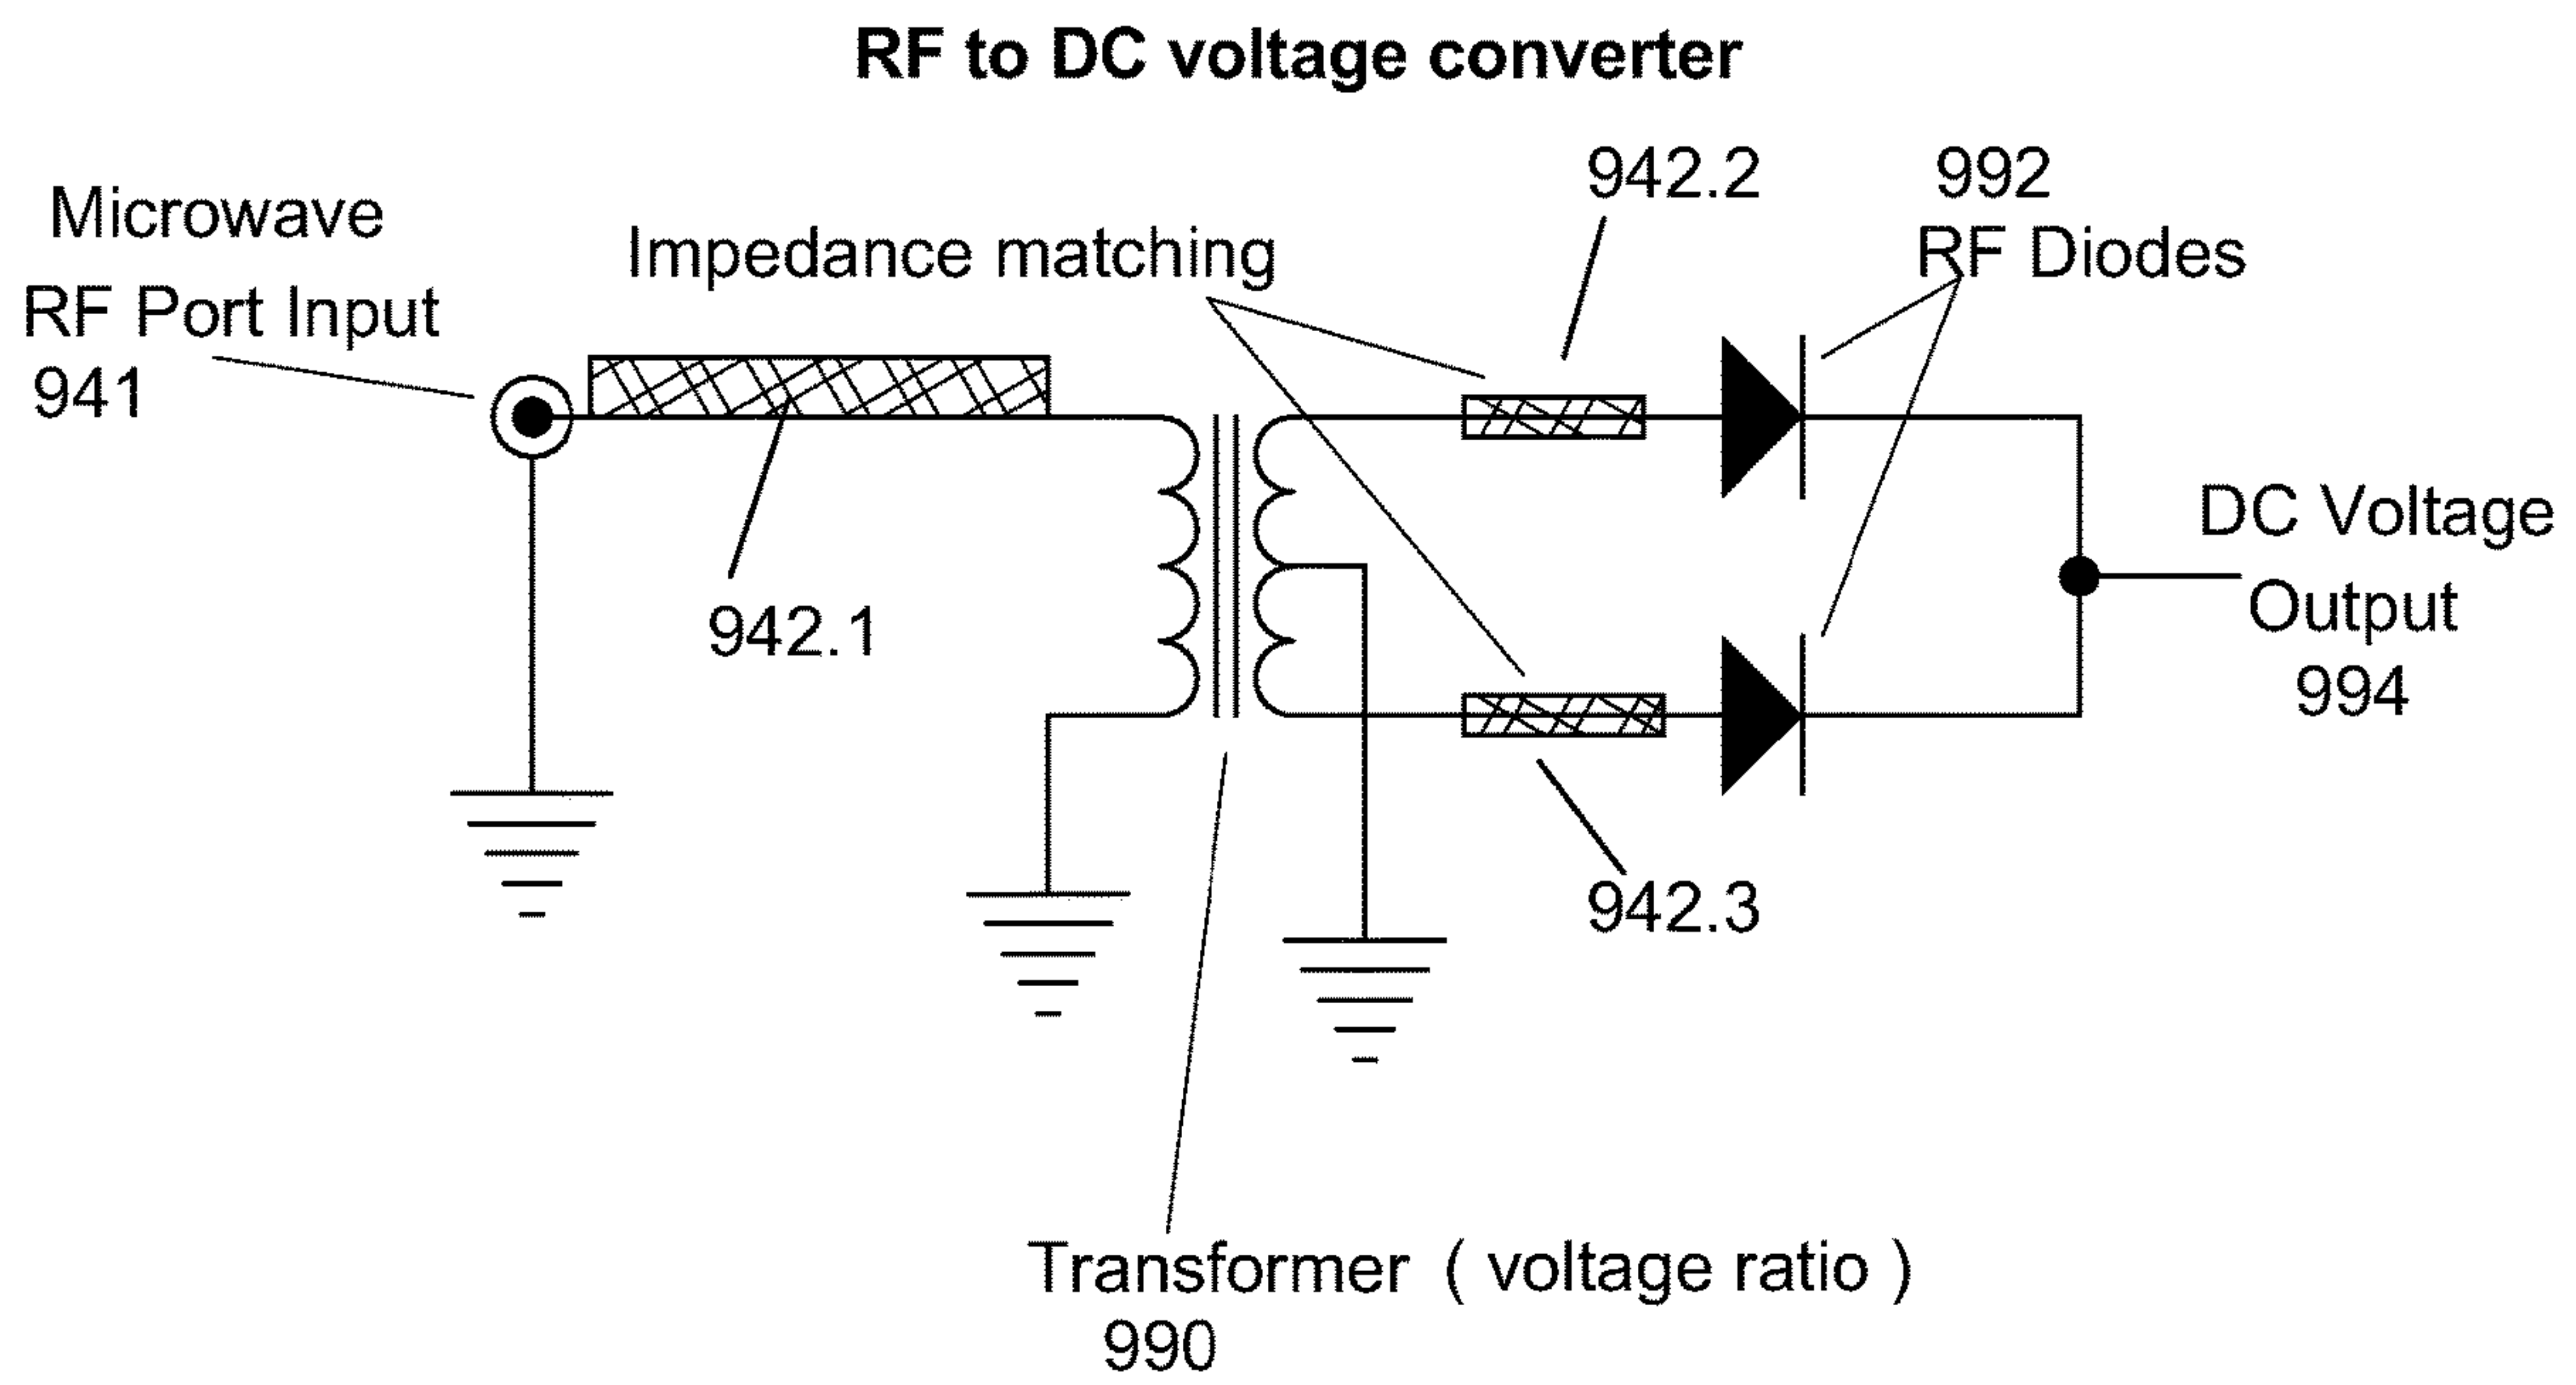 RF to DC voltage converter
Microwave
RF Port Input
941
Impedance matching
942.2
992
RF Diodes
942.1
DC Voltage
Output
994
942.3
Transformer ( voltage ratio )
990